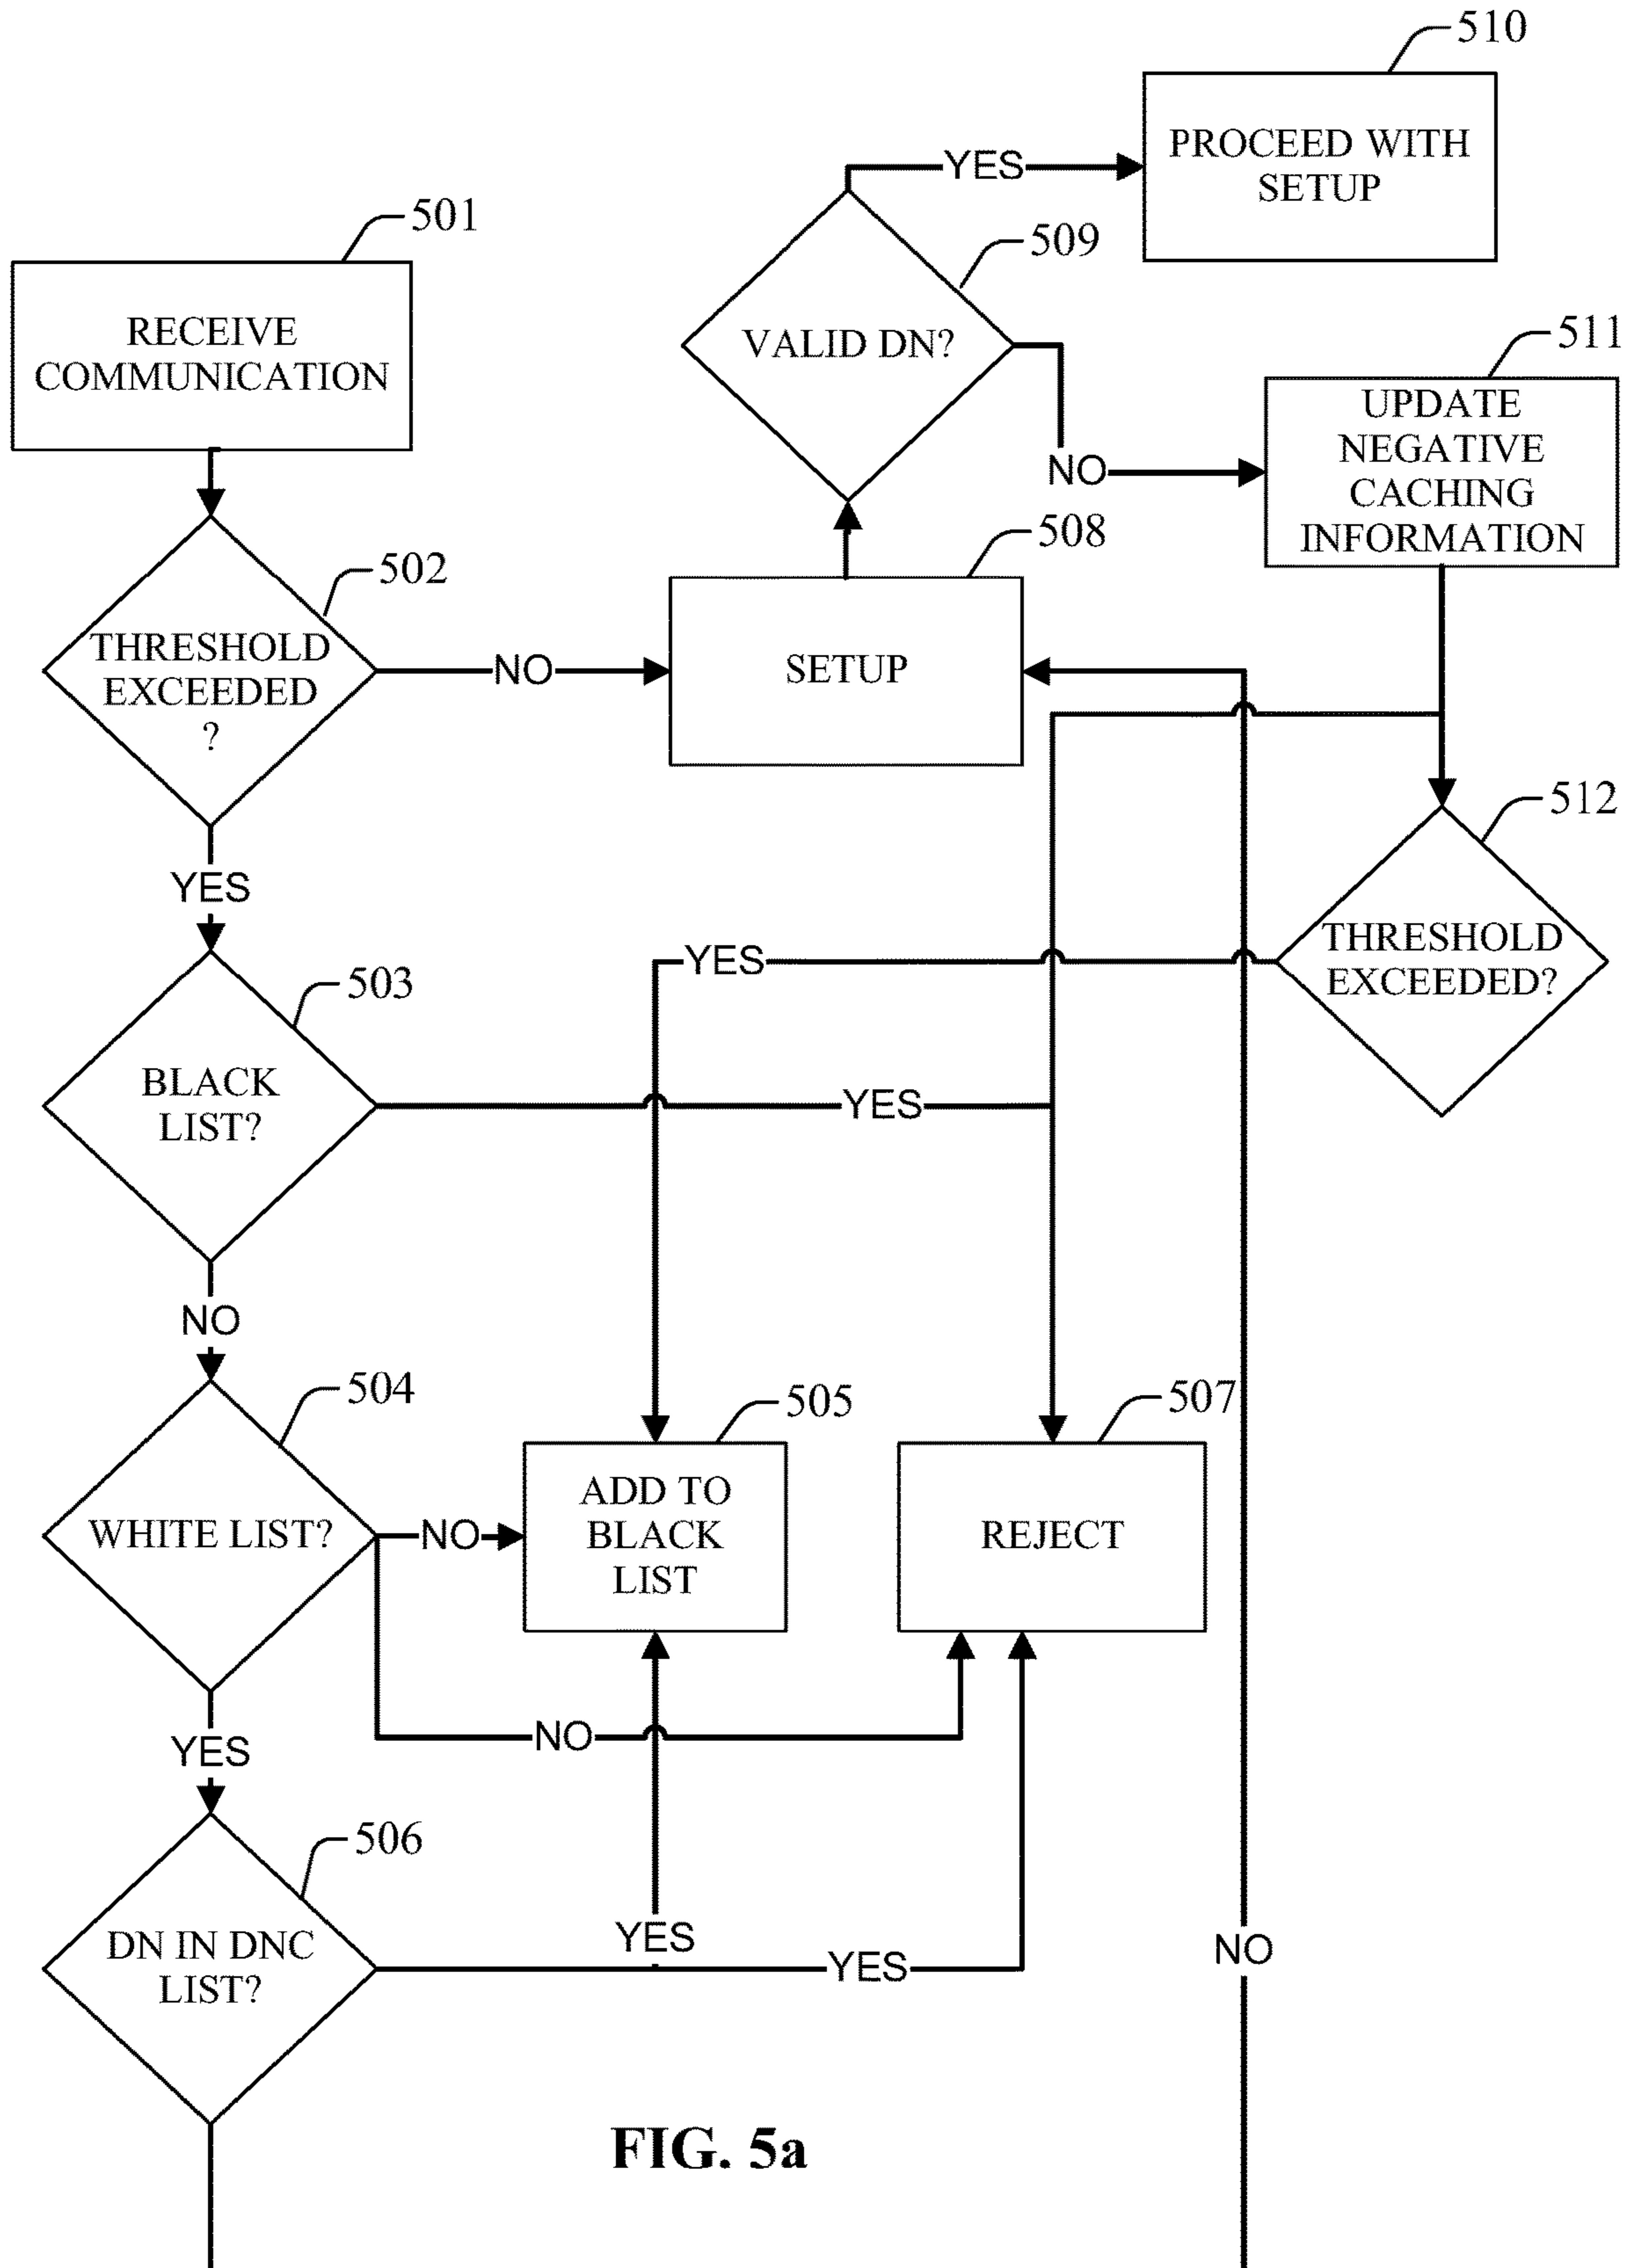 510
PROCEED WITH
SETUP
YES
501
509
RECEIVE
COMMUNICATION
VALID DN?
511
UPDATE
NEGATIVE
CACHING
INFORMATION
NO
508
502
THRESHOLD
EXCEEDED
?
NO
SETUP
512
YES
THRESHOLD
EXCEEDED?
YES
503
BLACK
LIST?
YES
NO
504
505
507
WHITE LIST?
NO
ADD TO
BLACK
LIST
REJECT
NO
YES
506
DN IN DNC
LIST?
YES
YES
NO
FIG. 5a